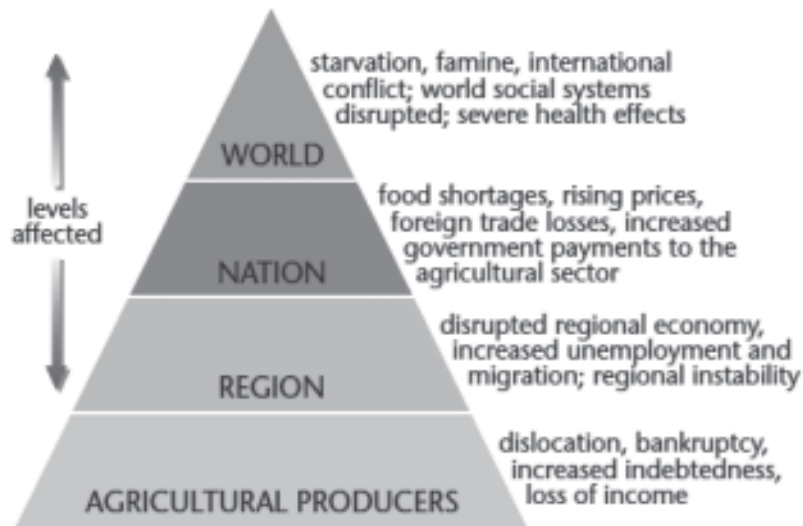 starvation, famine, international
conflict; world social systems
disrupted; severe health effects
WORLD
levels
affected
food shortages, rising prices,
foreign trade losses, increased
government payments to the
agricultural sector
NATION
disrupted regional economy,
increased unemployment and
migration; regional instability
REGION
dislocation, bankruptcy,
increased indebtedness,
loss of income
AGRICULTURAL PRODUCERS